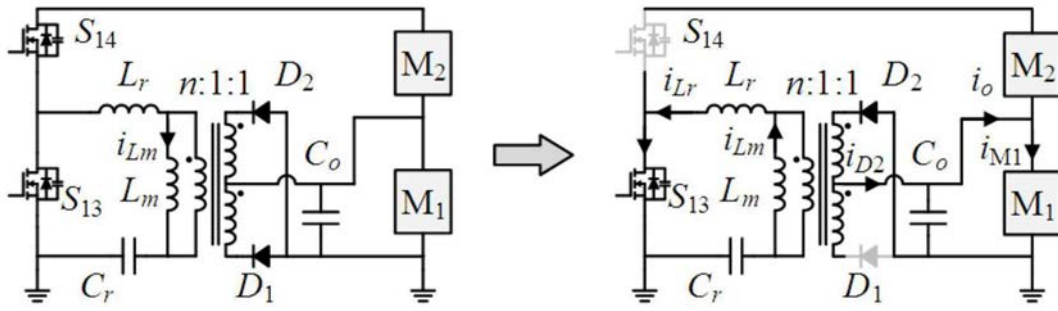 S14
Lr
n:1:1
D2
M2
iLm
Lm
Co
S13
M1
Cr
D1
S14
iLr
Lr
n:1:1
D2
io
M2
iLm
iD2
Co
iM1
S13
Lm
M1
Cr
D1